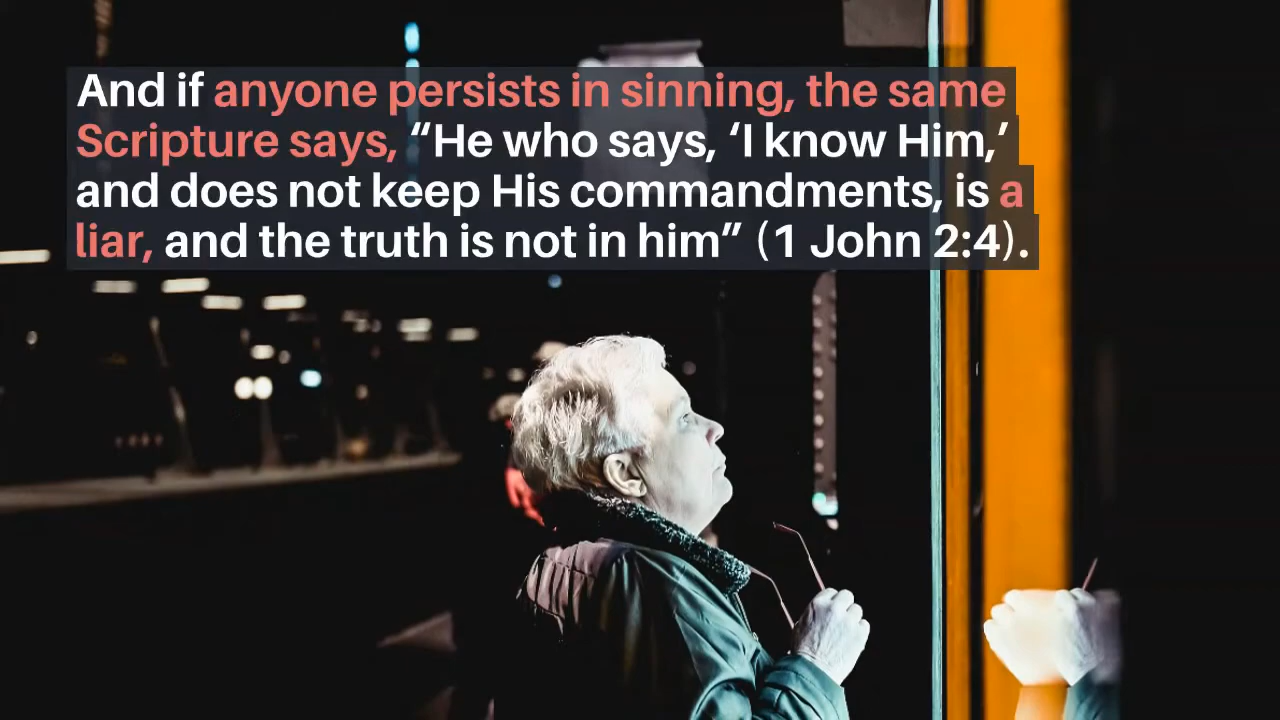 And if anyone persists in sinning, the same
Scripture says, “He who says, ‘I know Him,’
and does not keep His commandments, is a
liar, and the truth is not in him” (1 John 2:4).